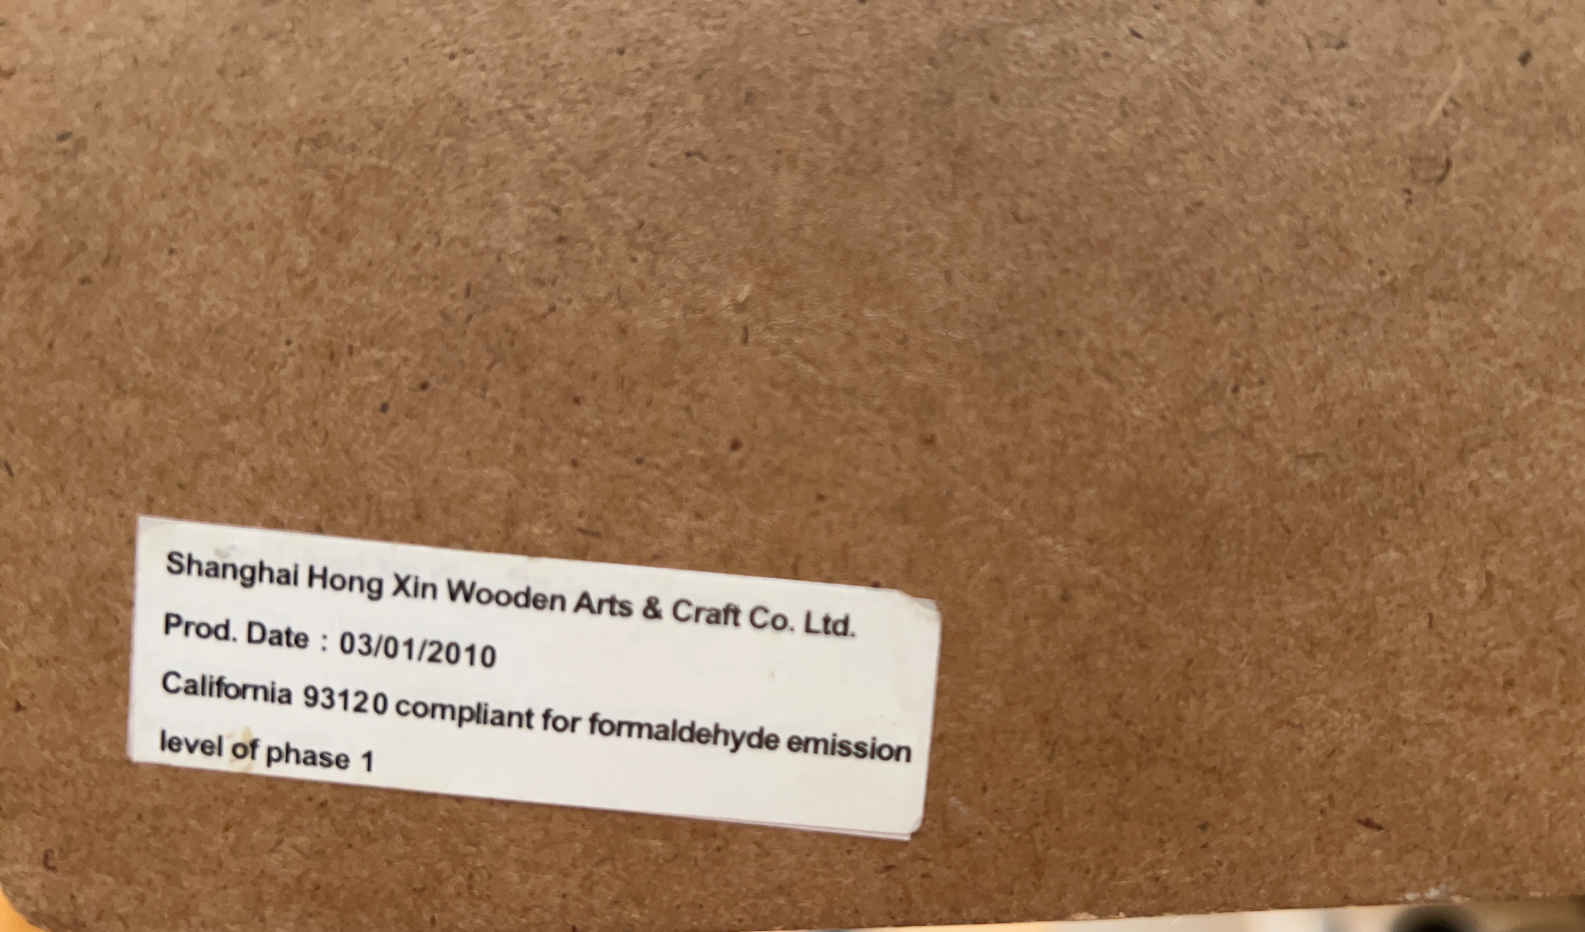 Shanghai Hong Xin Wooden Arts & Craft Co. Ltd.
Prod. Date : 03/01/2010
California 93120 compliant for formaldehyde emission
level of phase 1